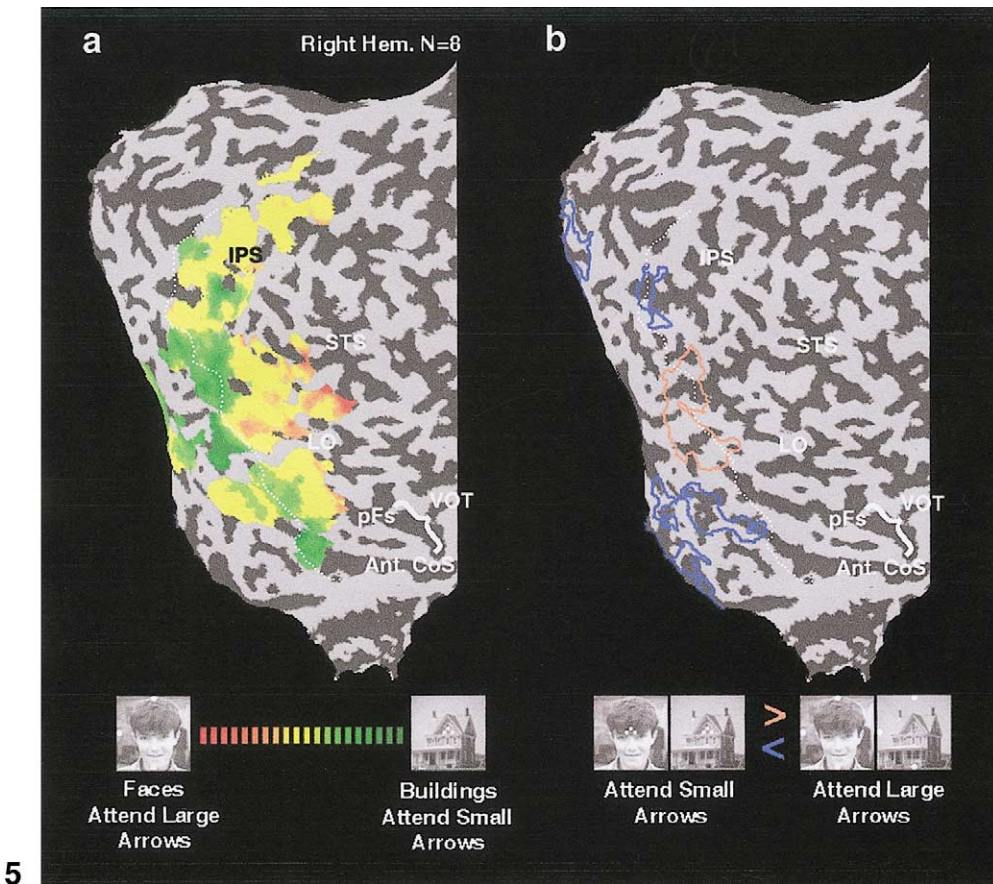 a
Right Hem. N=8
b
IPS
STS
LO
VOT
pFs
Ant. CoS
IPS
STS
LO
VOT
pFs
Ant. CoS
Faces
Attend Large
Arrows
Buildings
Attend Small
Arrows
>
<
Attend Small
Arrows
Attend Large
Arrows
5